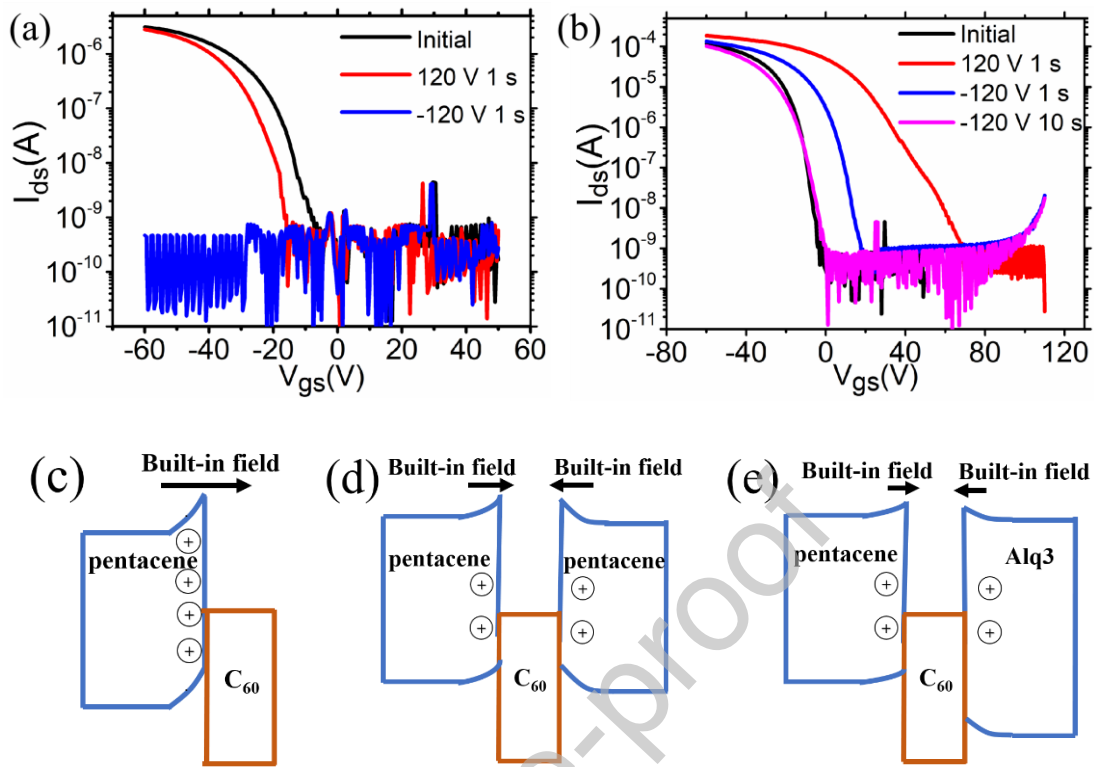 (a)
Initial
120 V 1 s
-120 V 1 s
10⁻⁶
10⁻⁷
10⁻⁸
10⁻⁹
10⁻¹⁰
10⁻¹¹
I_ds(A)
-60 -40 -20 0 20 40 60
V_gs(V)
(b)
Initial
120 V 1 s
-120 V 1 s
-120 V 10 s
10⁻³
10⁻⁴
10⁻⁵
10⁻⁶
10⁻⁷
10⁻⁸
10⁻⁹
10⁻¹⁰
10⁻¹¹
I_ds(A)
-80 -40 0 40 80 120
V_gs(V)
(c)
Built-in field
pentacene
+
+
+
+
C₆₀
(d)
Built-in field Built-in field
pentacene pentacene
+ +
+ +
C₆₀
(e)
Built-in field Built-in field
pentacene Alq3
+ +
+ +
C₆₀
-proof